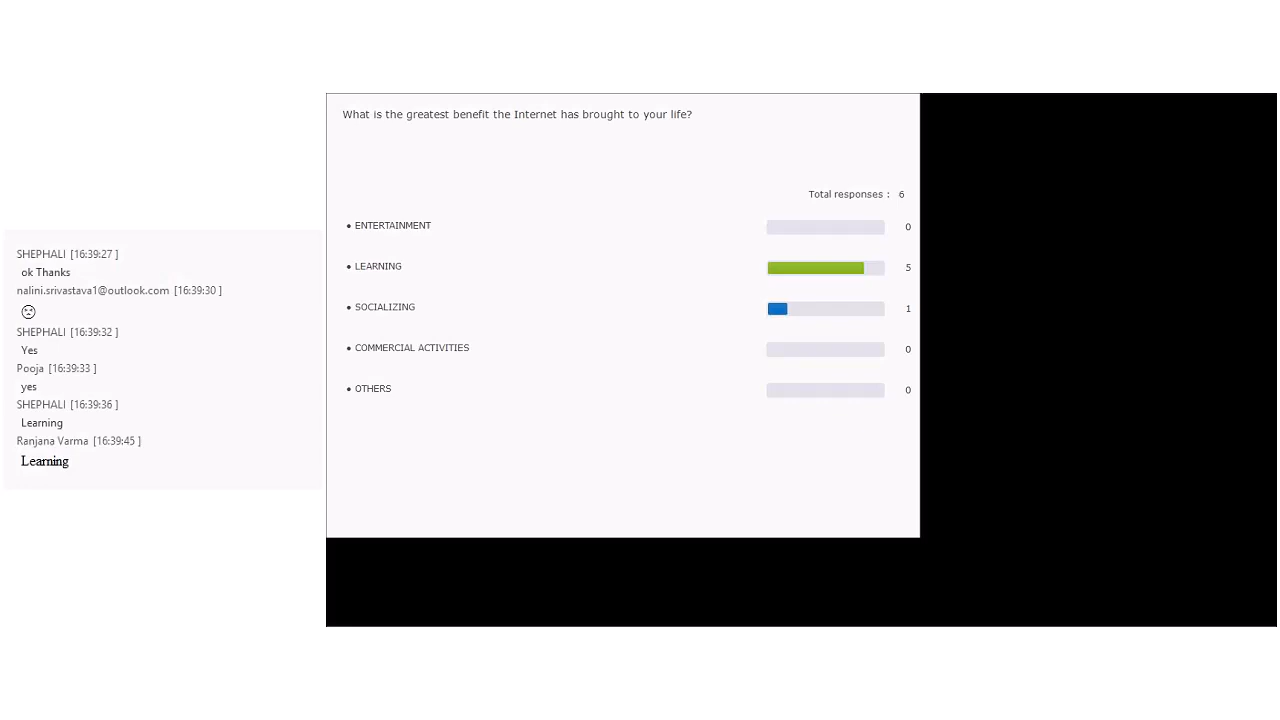 SHEPHALI [16:39:27 ]
ok Thanks
nalini.srivastava1@outlook.com [16:39:30 ]
SHEPHALI [16:39:32 ]
Yes
Pooja [16:39:33 ]
yes
SHEPHALI [16:39:36 ]
Learning
Ranjana Varma [16:39:45 ]
Learning
What is the greatest benefit the Internet has brought to your life?
Total responses : 6
• ENTERTAINMENT 0
• LEARNING 5
• SOCIALIZING 1
• COMMERCIAL ACTIVITIES 0
• OTHERS 0